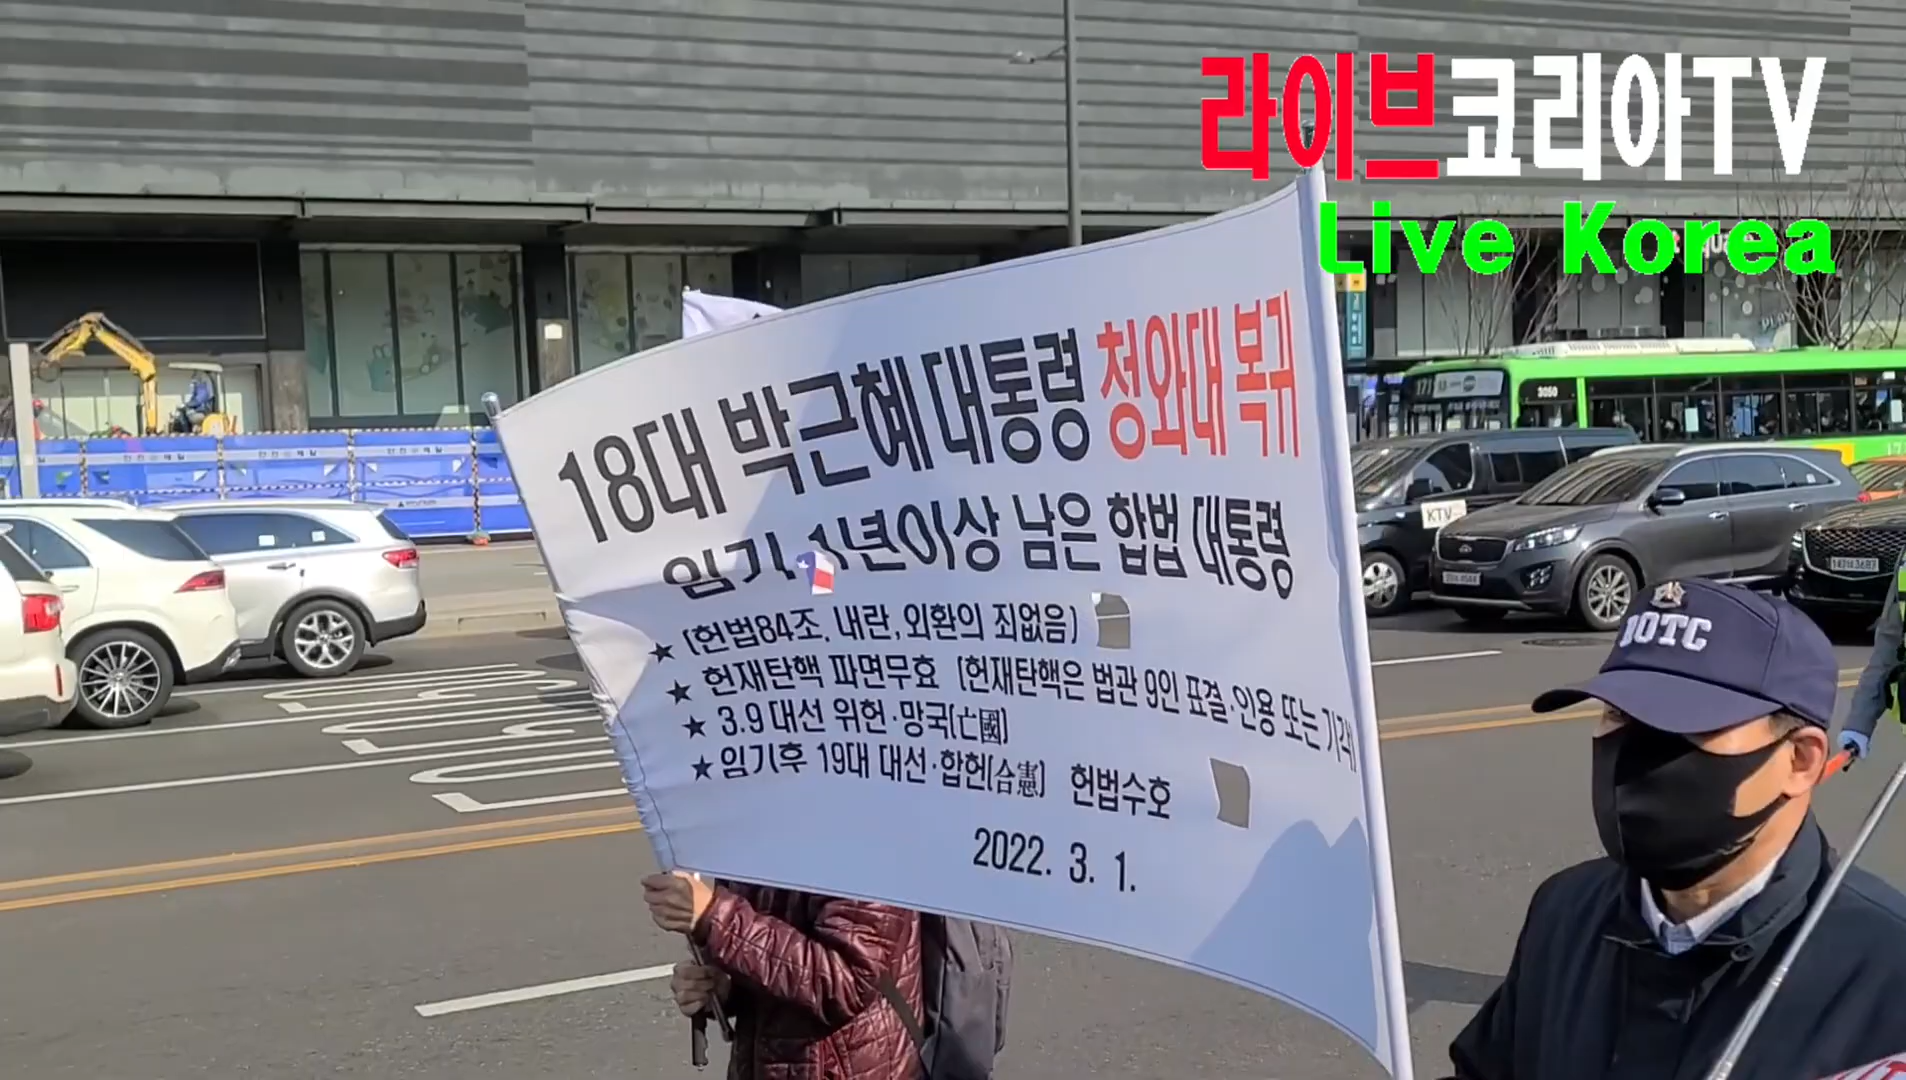 라이브코리아TV
Live Korea
18대 박근혜 대통령 청와대 복귀
임기 1년이상 남은 합법 대통령
★ (헌법84조, 내란, 외환의 죄없음)
★ 헌재탄핵 파면무효 (헌재탄핵은 법관 9인 표결·인용 또는 기각)
★ 3.9 대선 위헌·망국(亡國)
★ 임기후 19대 대선·합헌(合憲) 헌법수호
2022. 3. 1.
ROTC
KTV
3050